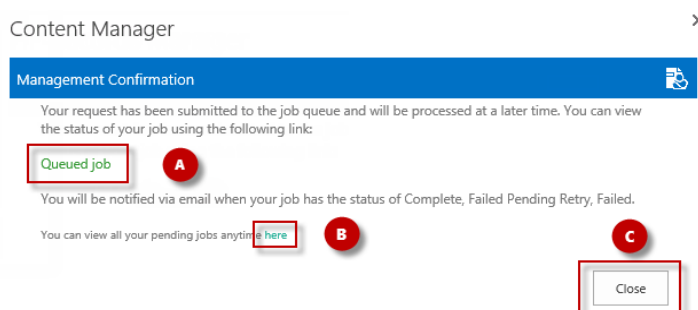 Content Manager
Management Confirmation
Your request has been submitted to the job queue and will be processed at a later time. You can view
the status of your job using the following link:
Queued job
A
You will be notified via email when your job has the status of Complete, Failed Pending Retry, Failed.
You can view all your pending jobs anytime here
B
C
Close